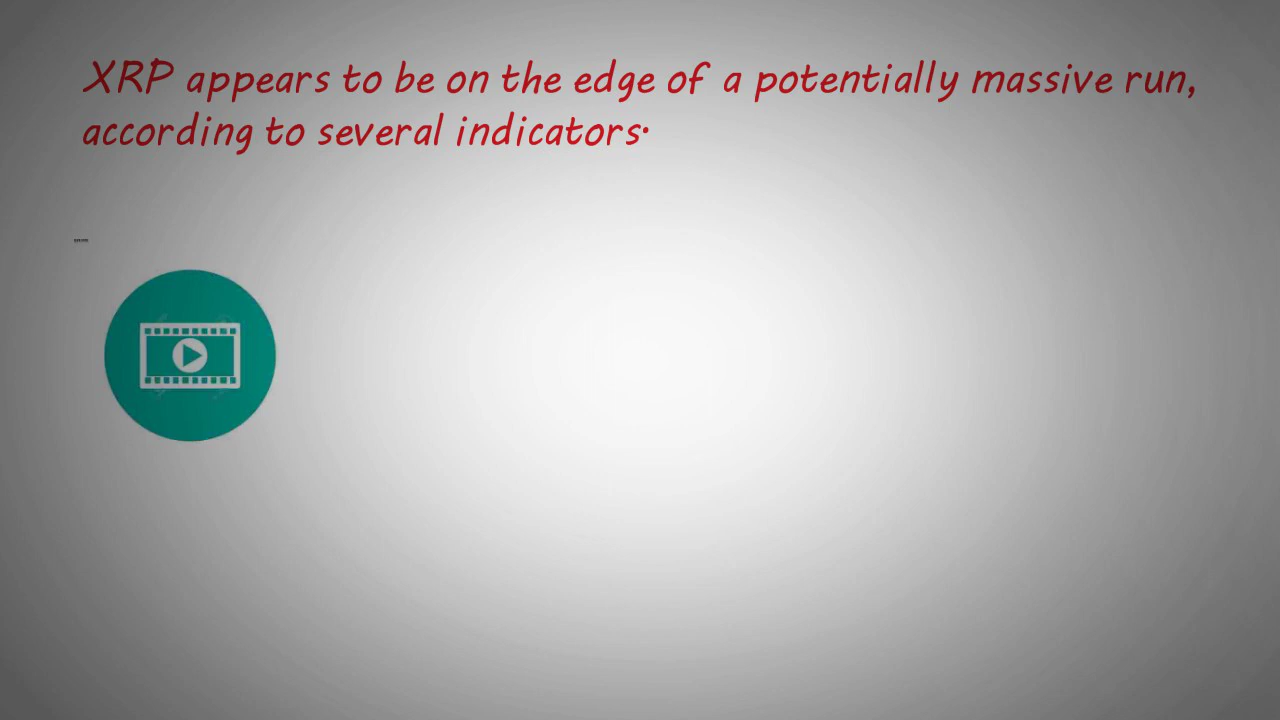 XRP appears to be on the edge of a potentially massive run,
according to several indicators.